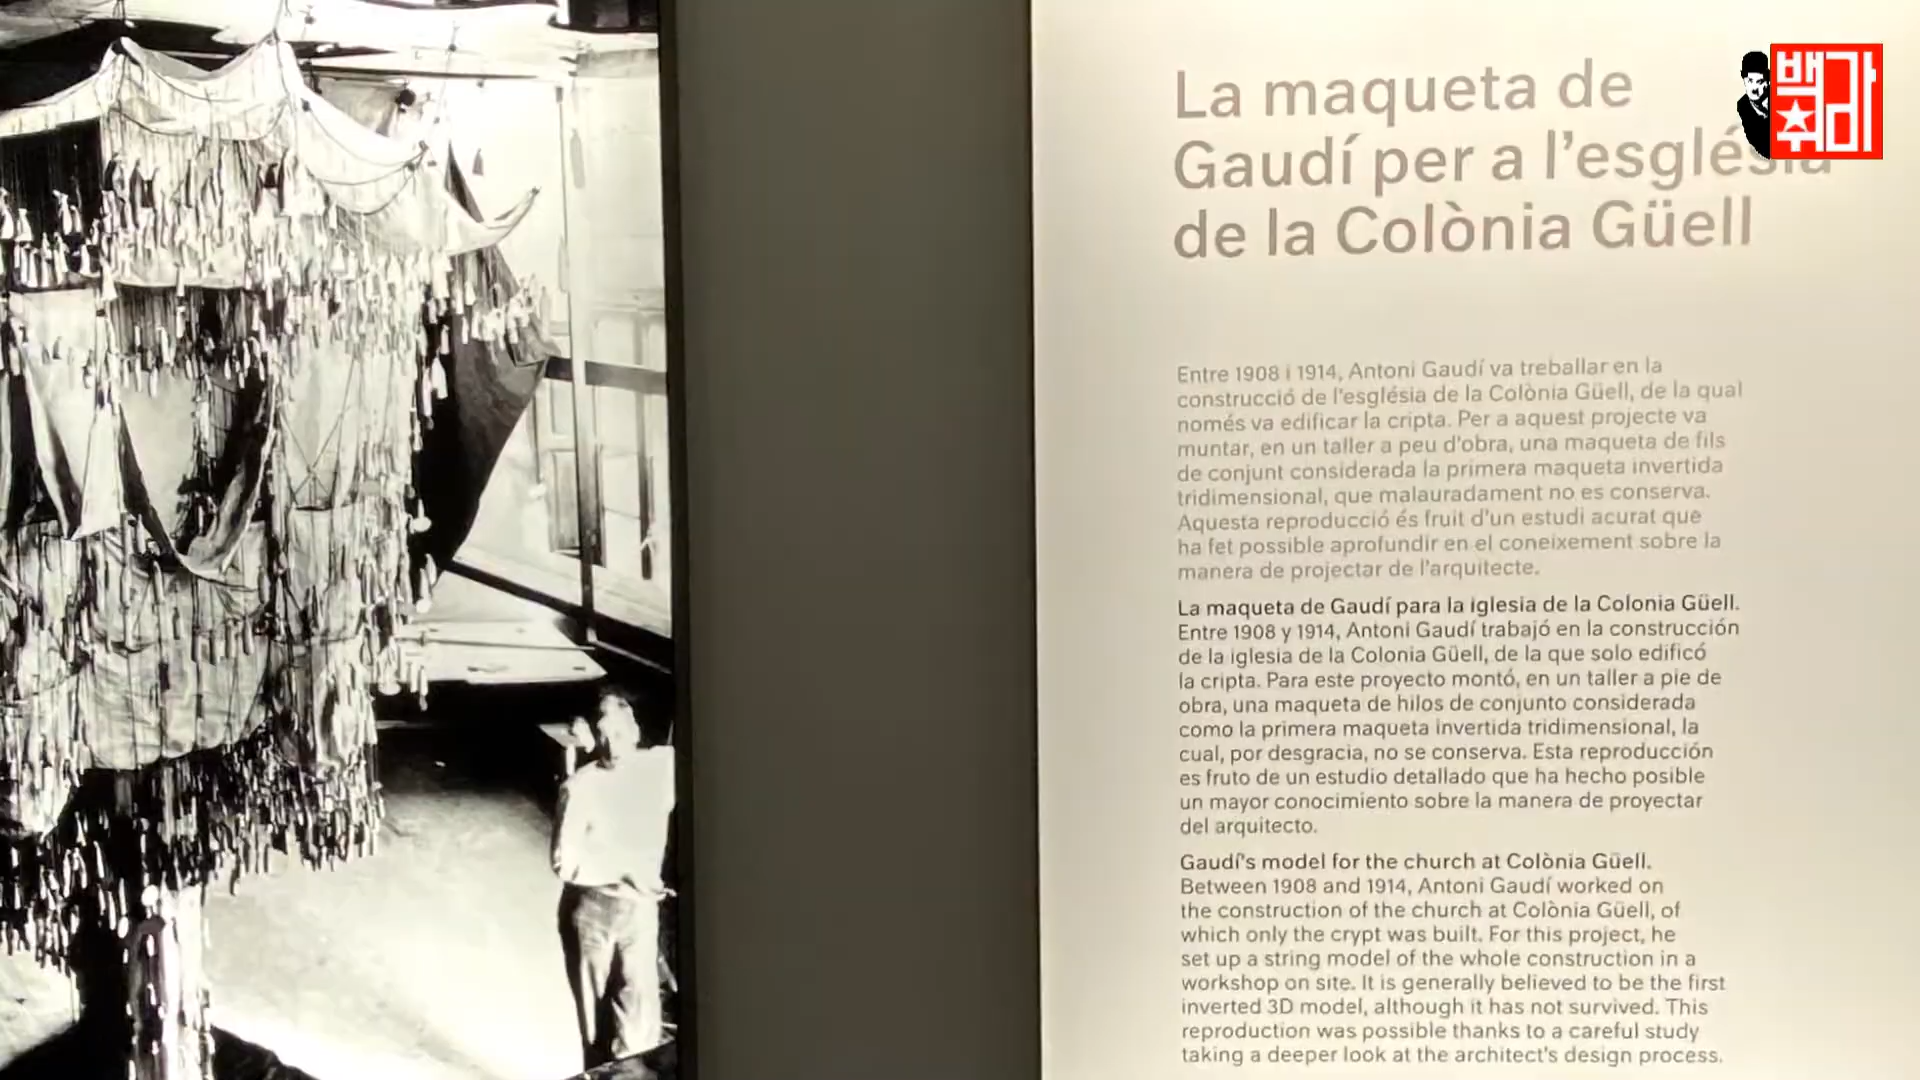 La maqueta de
Gaudí per a l'església
de la Colònia Güell
Entre 1908 i 1914, Antoni Gaudí va treballar en la
construcció de l'església de la Colònia Güell, de la qual
només va edificar la cripta. Per a aquest projecte va
muntar, en un taller a peu d'obra, una maqueta de fils
de conjunt considerada la primera maqueta invertida
tridimensional, que malauradament no es conserva.
Aquesta reproducció és fruit d'un estudi acurat que
ha fet possible aprofundir en el coneixement sobre la
manera de projectar de l'arquitecte.
La maqueta de Gaudí para la iglesia de la Colonia Güell.
Entre 1908 y 1914, Antoni Gaudí trabajó en la construcción
de la iglesia de la Colonia Güell, de la que solo edificó
la cripta. Para este proyecto montó, en un taller a pie de
obra, una maqueta de hilos de conjunto considerada
como la primera maqueta invertida tridimensional, la
cual, por desgracia, no se conserva. Esta reproducción
es fruto de un estudio detallado que ha hecho posible
un mayor conocimiento sobre la manera de proyectar
del arquitecto.
Gaudí's model for the church at Colònia Güell.
Between 1908 and 1914, Antoni Gaudí worked on
the construction of the church at Colònia Güell, of
which only the crypt was built. For this project, he
set up a string model of the whole construction in a
workshop on site. It is generally believed to be the first
inverted 3D model, although it has not survived. This
reproduction was possible thanks to a careful study
taking a deeper look at the architect's design process.